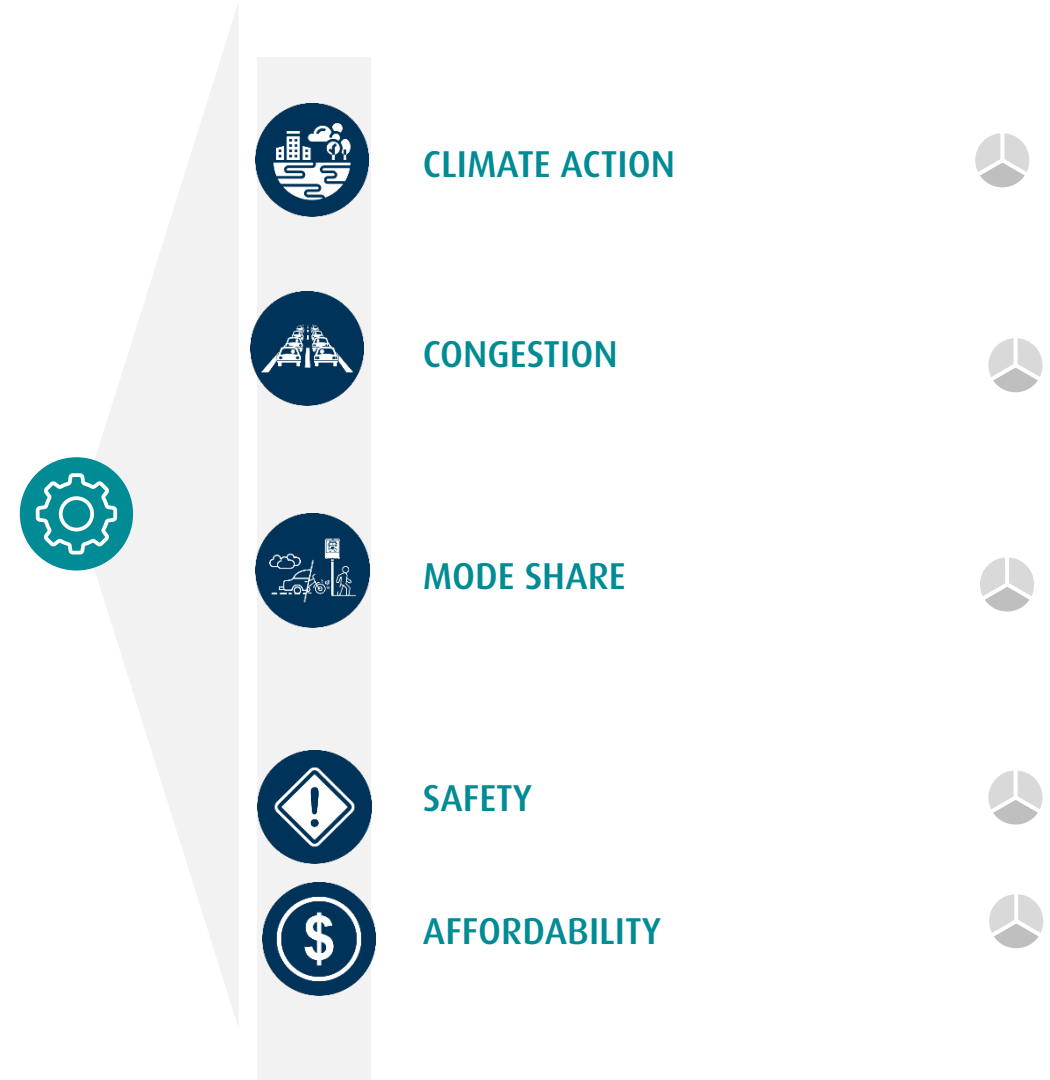 CLIMATE ACTION
CONGESTION
MODE SHARE
SAFETY
$
AFFORDABILITY